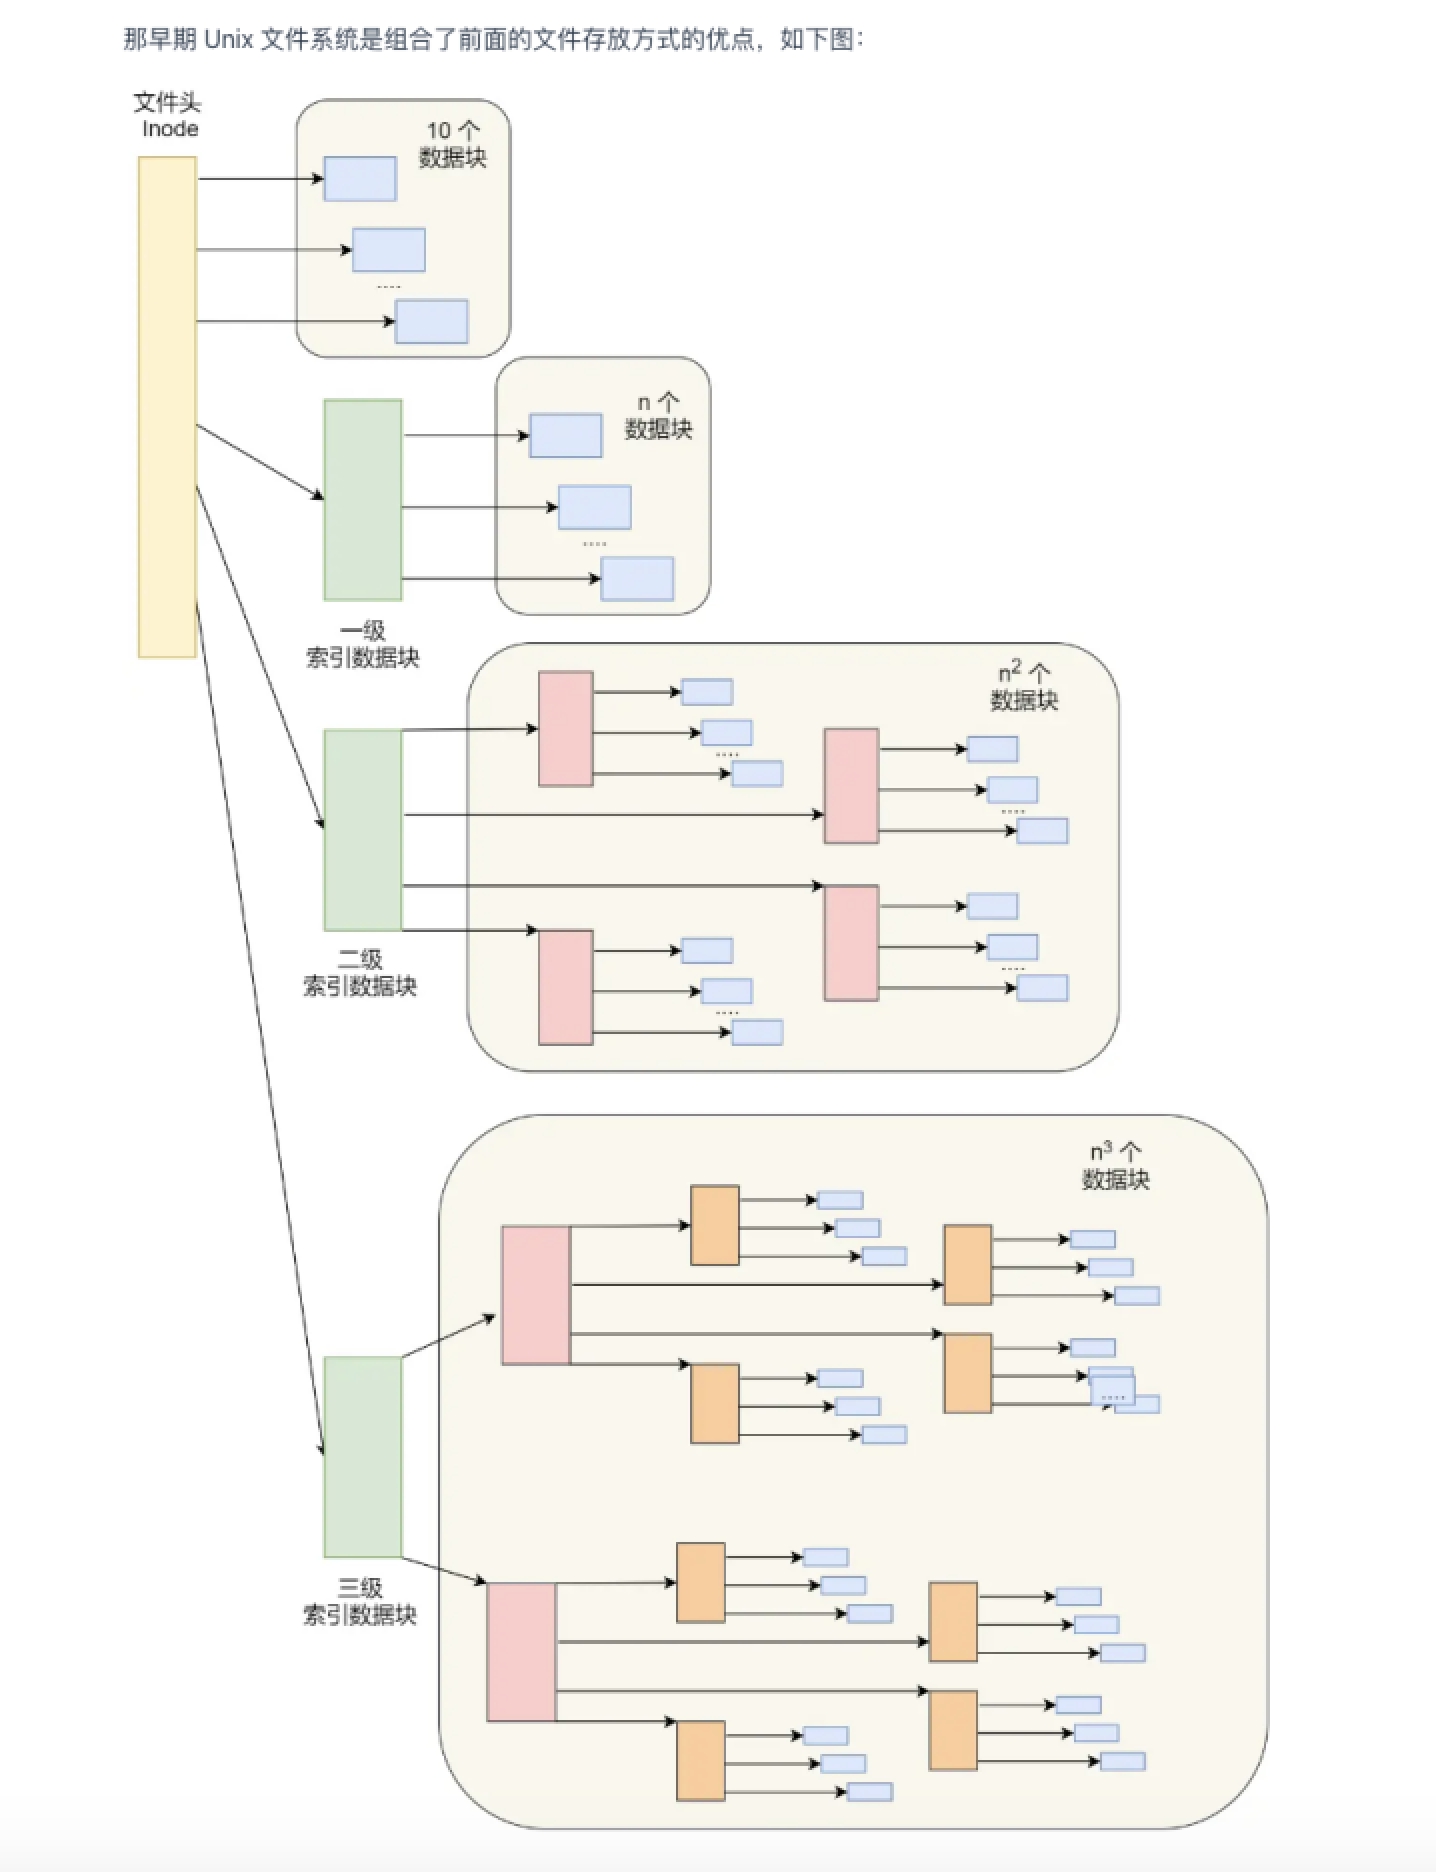 那早期 Unix 文件系统是组合了前面的文件存放方式的优点，如下图：
文件头
Inode
10 个
数据块
....
n 个
数据块
....
一级
索引数据块
n² 个
数据块
....
....
二级
索引数据块
....
....
n³ 个
数据块
....
三级
索引数据块